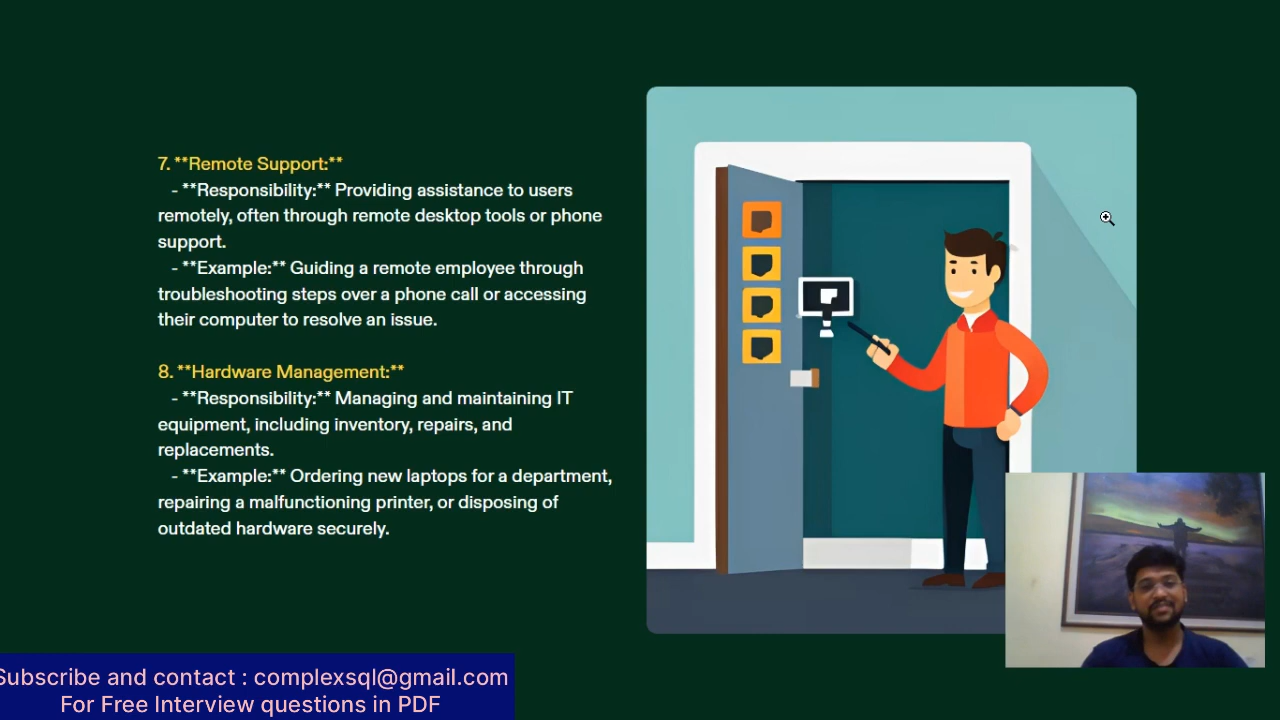 7. **Remote Support:**
- **Responsibility:** Providing assistance to users
remotely, often through remote desktop tools or phone
support.
- **Example:** Guiding a remote employee through
troubleshooting steps over a phone call or accessing
their computer to resolve an issue.
8. **Hardware Management:**
- **Responsibility:** Managing and maintaining IT
equipment, including inventory, repairs, and
replacements.
- **Example:** Ordering new laptops for a department,
repairing a malfunctioning printer, or disposing of
outdated hardware securely.
Subscribe and contact : complexsql@gmail.com
For Free Interview questions in PDF